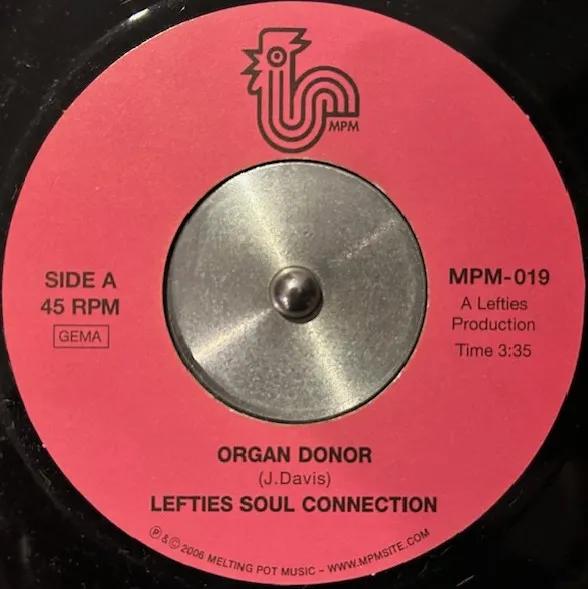 MPM
SIDE A
45 RPM
GEMA
MPM-019
A Lefties
Production
Time 3:35
ORGAN DONOR
(J.Davis)
LEFTIES SOUL CONNECTION
℗ & © 2006 MELTING POT MUSIC – WWW.MPMSITE.COM